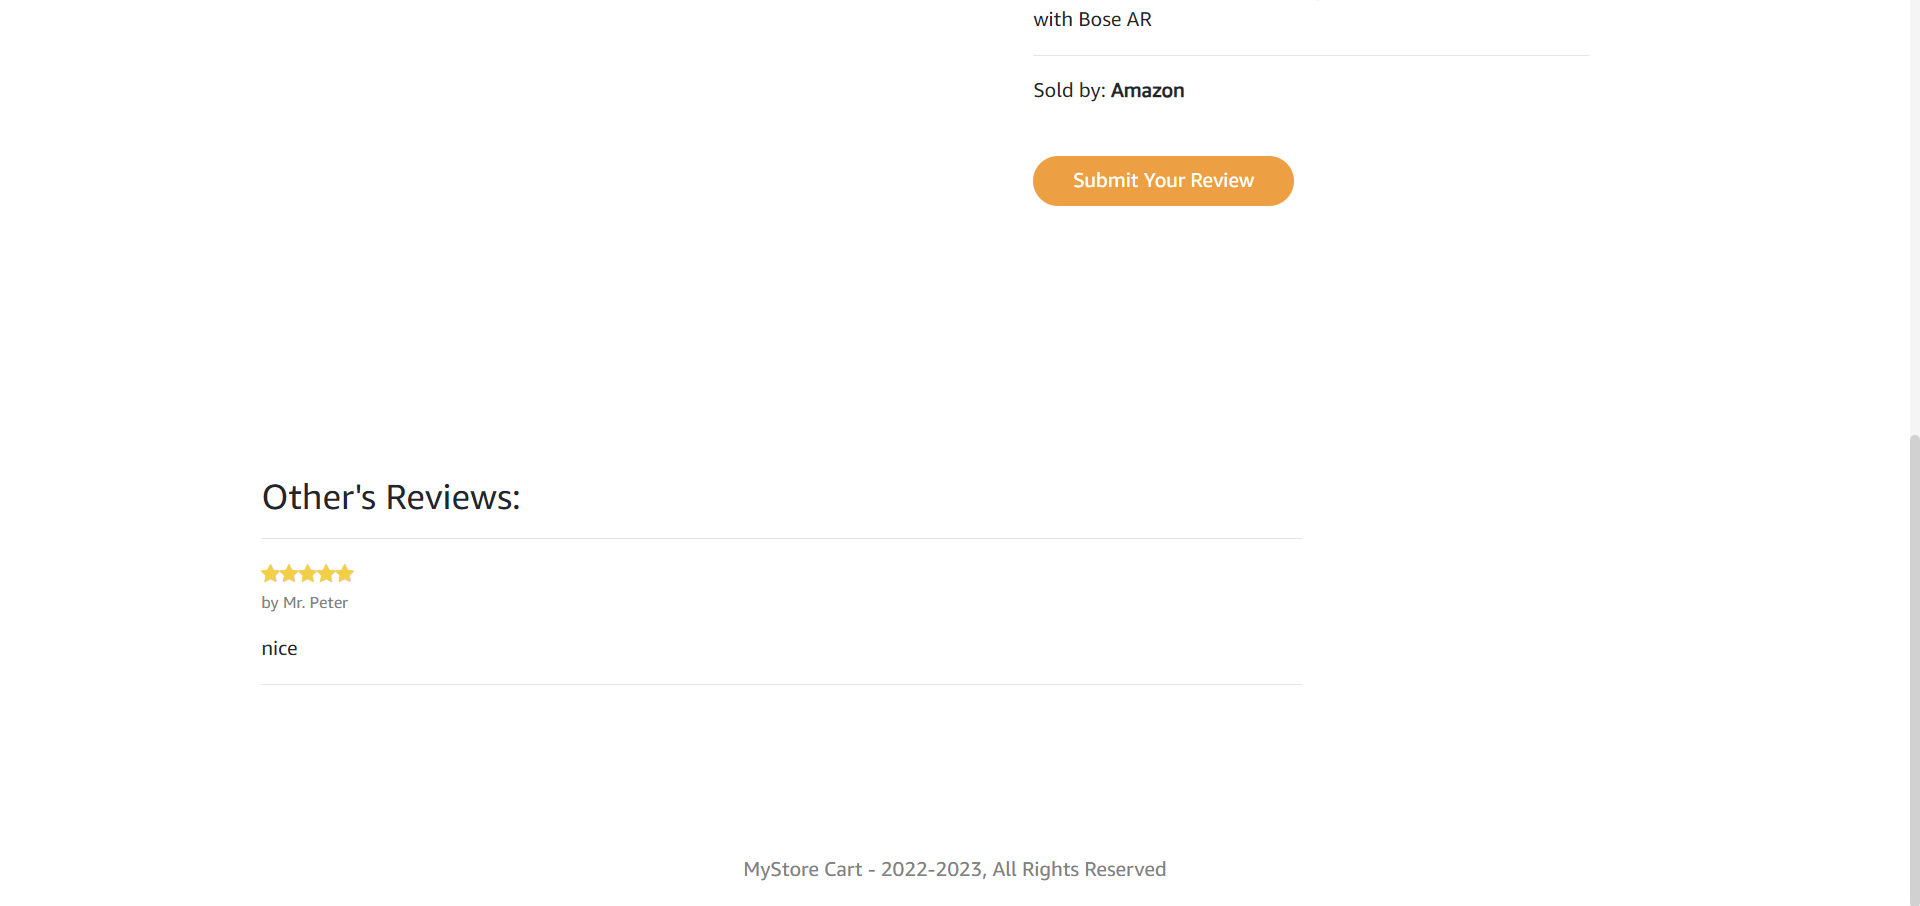 with Bose AR
Sold by: Amazon
Submit Your Review
Other's Reviews:
by Mr. Peter
nice
MyStore Cart - 2022-2023, All Rights Reserved